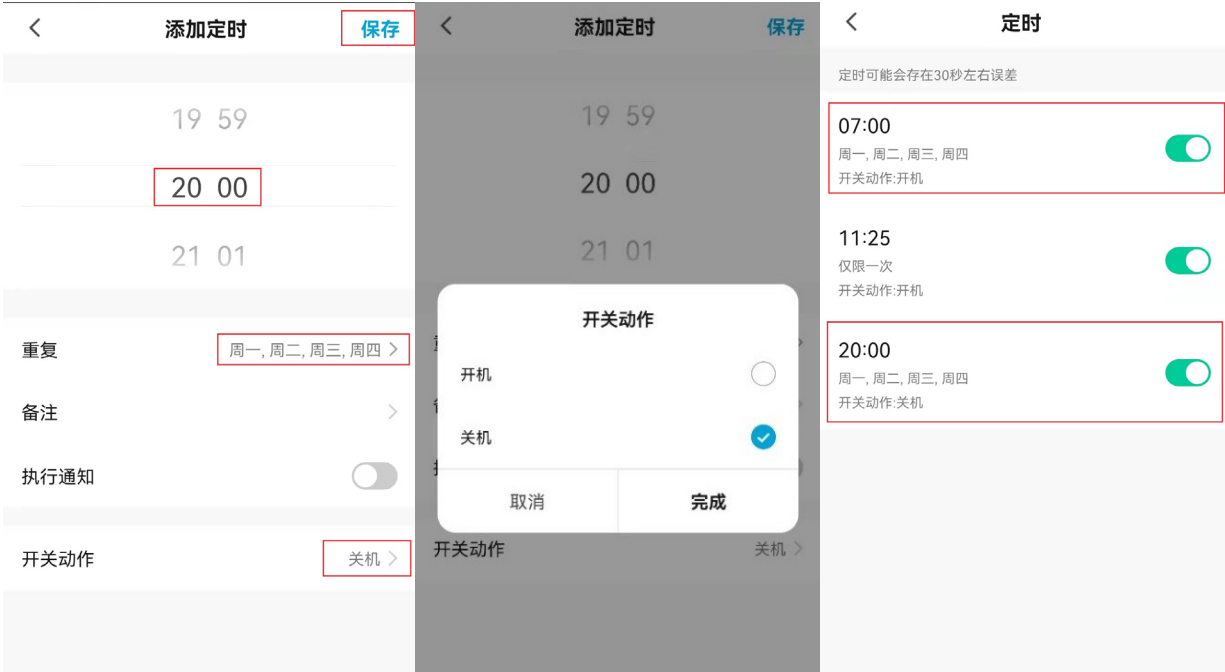 添加定时
保存
19 59
20 00
21 01
重复
周一, 周二, 周三, 周四
备注
执行通知
开关动作
关机
添加定时
保存
19 59
20 00
21 01
开关动作
开机
关机
取消
完成
开关动作
关机
定时
定时可能会存在30秒左右误差
07:00
周一, 周二, 周三, 周四
开关动作:开机
11:25
仅限一次
开关动作:开机
20:00
周一, 周二, 周三, 周四
开关动作:关机